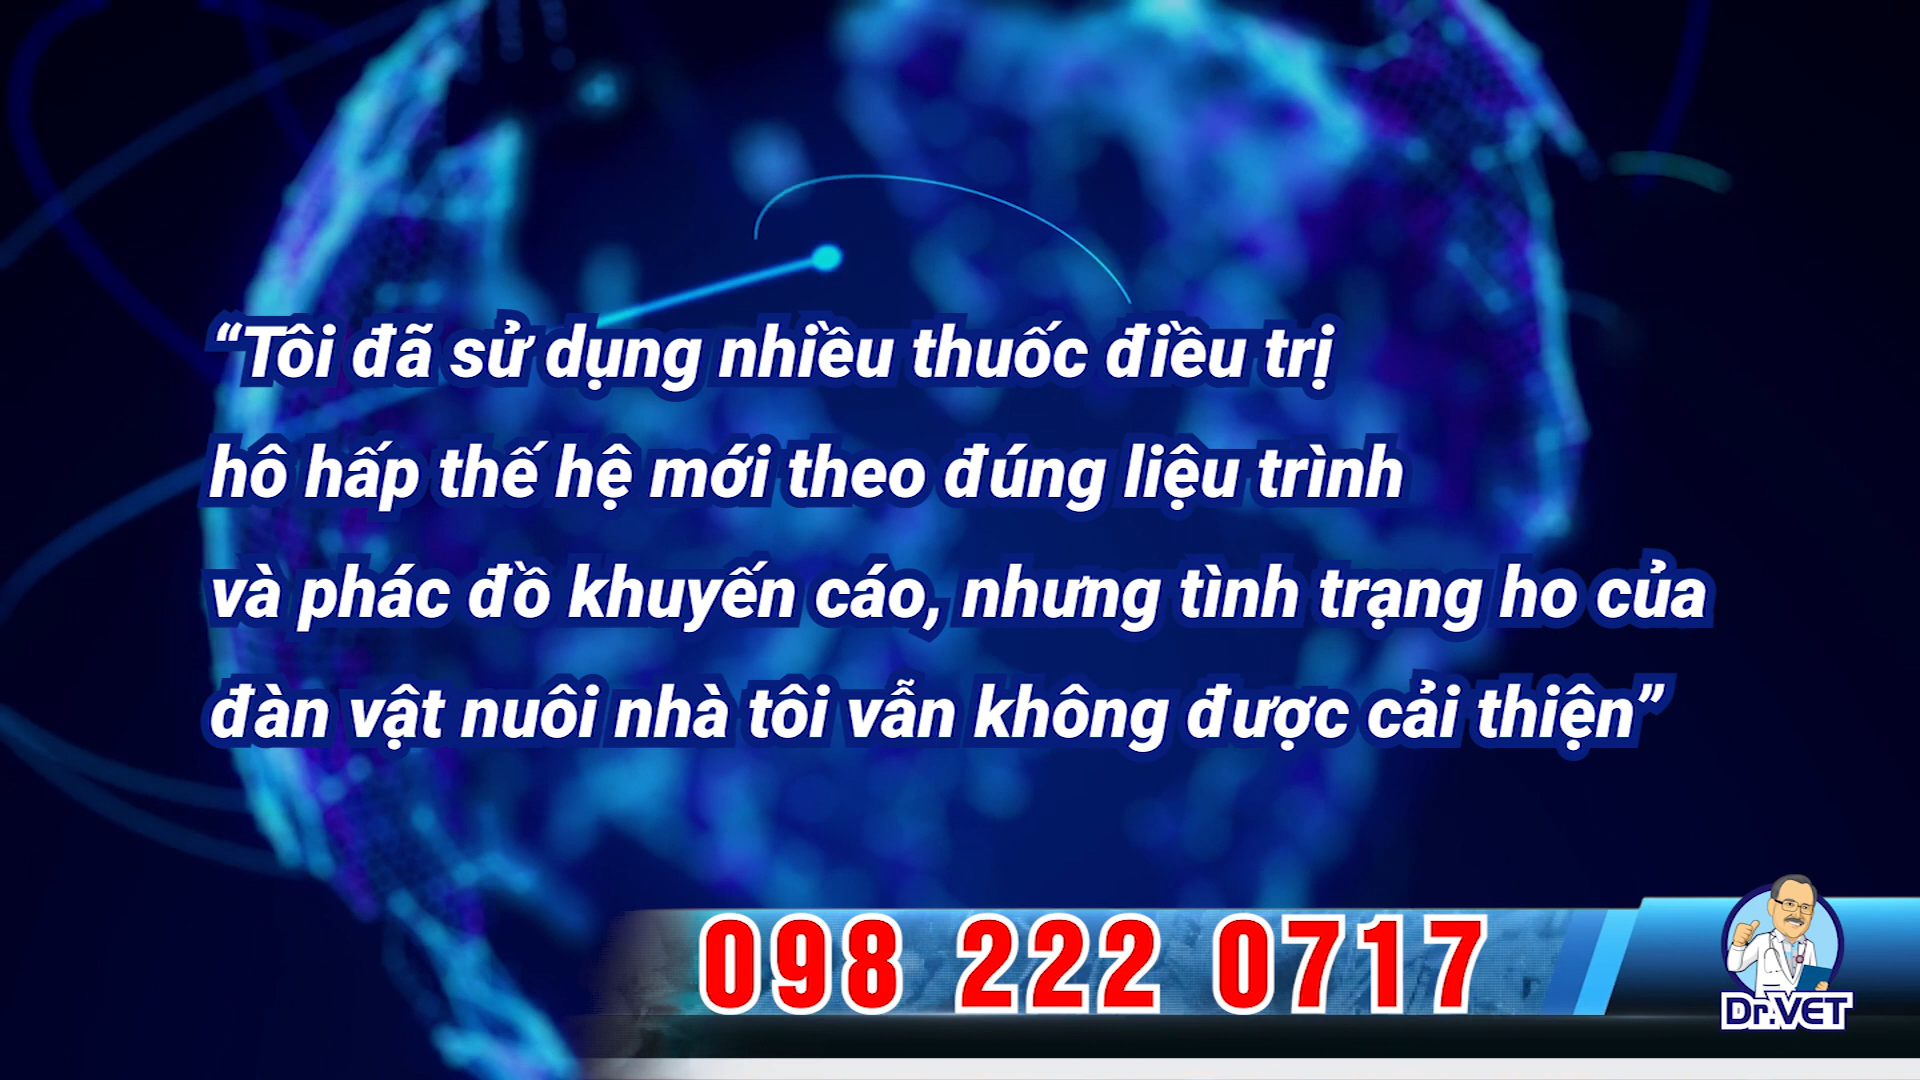 “Tôi đã sử dụng nhiều thuốc điều trị
hô hấp thế hệ mới theo đúng liệu trình
và phác đồ khuyến cáo, nhưng tình trạng ho của
đàn vật nuôi nhà tôi vẫn không được cải thiện”
098 222 0717
Dr.VET